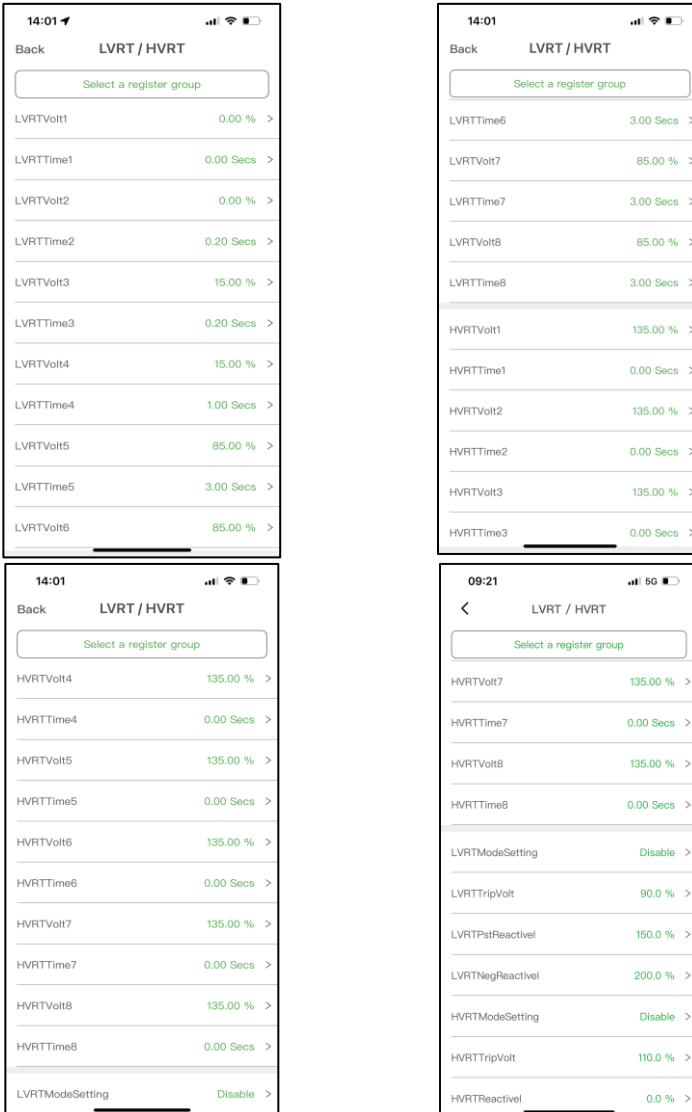 14:01
Back LVRT / HVRT
Select a register group
LVRTVolt1 0.00 % >
LVRTTime1 0.00 Secs >
LVRTVolt2 0.00 % >
LVRTTime2 0.20 Secs >
LVRTVolt3 15.00 % >
LVRTTime3 0.20 Secs >
LVRTVolt4 15.00 % >
LVRTTime4 1.00 Secs >
LVRTVolt5 85.00 % >
LVRTTime5 3.00 Secs >
LVRTVolt6 85.00 % >
14:01
Back LVRT / HVRT
Select a register group
LVRTTime6 3.00 Secs >
LVRTVolt7 85.00 % >
LVRTTime7 3.00 Secs >
LVRTVolt8 85.00 % >
LVRTTime8 3.00 Secs >
HVRTVolt1 135.00 % >
HVRTTime1 0.00 Secs >
HVRTVolt2 135.00 % >
HVRTTime2 0.00 Secs >
HVRTVolt3 135.00 % >
HVRTTime3 0.00 Secs >
14:01
Back LVRT / HVRT
Select a register group
HVRTVolt4 135.00 % >
HVRTTime4 0.00 Secs >
HVRTVolt5 135.00 % >
HVRTTime5 0.00 Secs >
HVRTVolt6 135.00 % >
HVRTTime6 0.00 Secs >
HVRTVolt7 135.00 % >
HVRTTime7 0.00 Secs >
HVRTVolt8 135.00 % >
HVRTTime8 0.00 Secs >
LVRTModeSetting Disable >
09:21 5G
< LVRT / HVRT
Select a register group
HVRTVolt7 135.00 % >
HVRTTime7 0.00 Secs >
HVRTVolt8 135.00 % >
HVRTTime8 0.00 Secs >
LVRTModeSetting Disable >
LVRTTripVolt 90.0 % >
LVRTPstReactivel 150.0 % >
LVRTNegReactivel 200.0 % >
HVRTModeSetting Disable >
HVRTTripVolt 110.0 % >
HVRTReactivel 0.0 % >